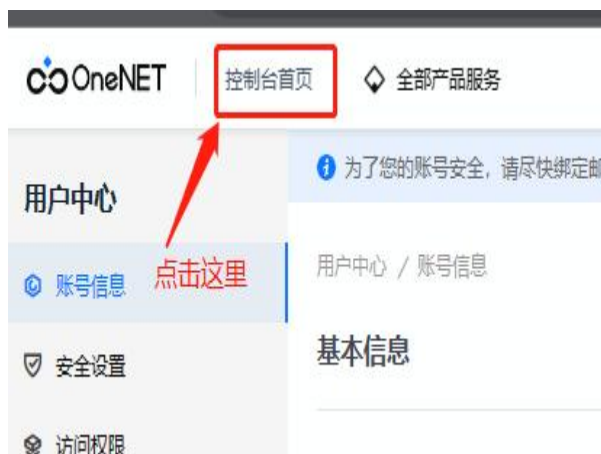 OneNET 控制台首页 全部产品服务
为了您的账号安全，请尽快绑定邮
用户中心
账号信息
点击这里
用户中心 / 账号信息
基本信息
安全设置
访问权限